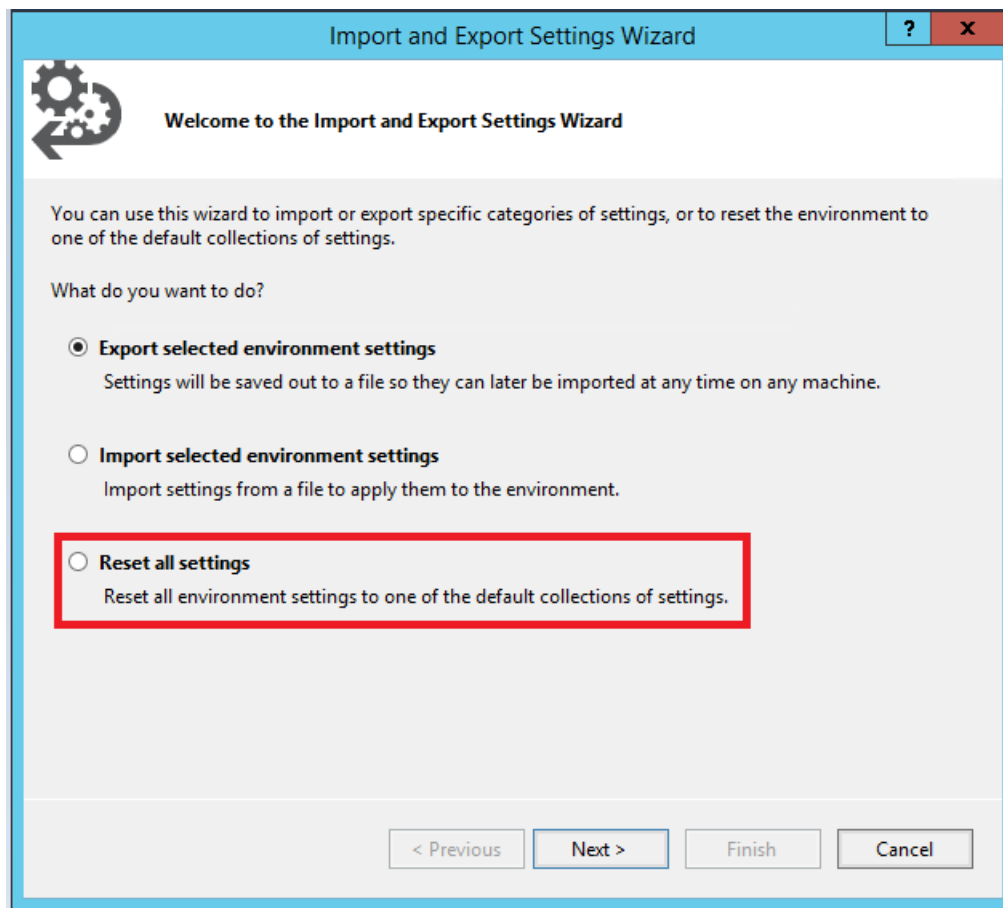 Import and Export Settings Wizard
?
x
Welcome to the Import and Export Settings Wizard
You can use this wizard to import or export specific categories of settings, or to reset the environment to
one of the default collections of settings.
What do you want to do?
Export selected environment settings
Settings will be saved out to a file so they can later be imported at any time on any machine.
Import selected environment settings
Import settings from a file to apply them to the environment.
Reset all settings
Reset all environment settings to one of the default collections of settings.
< Previous
Next >
Finish
Cancel